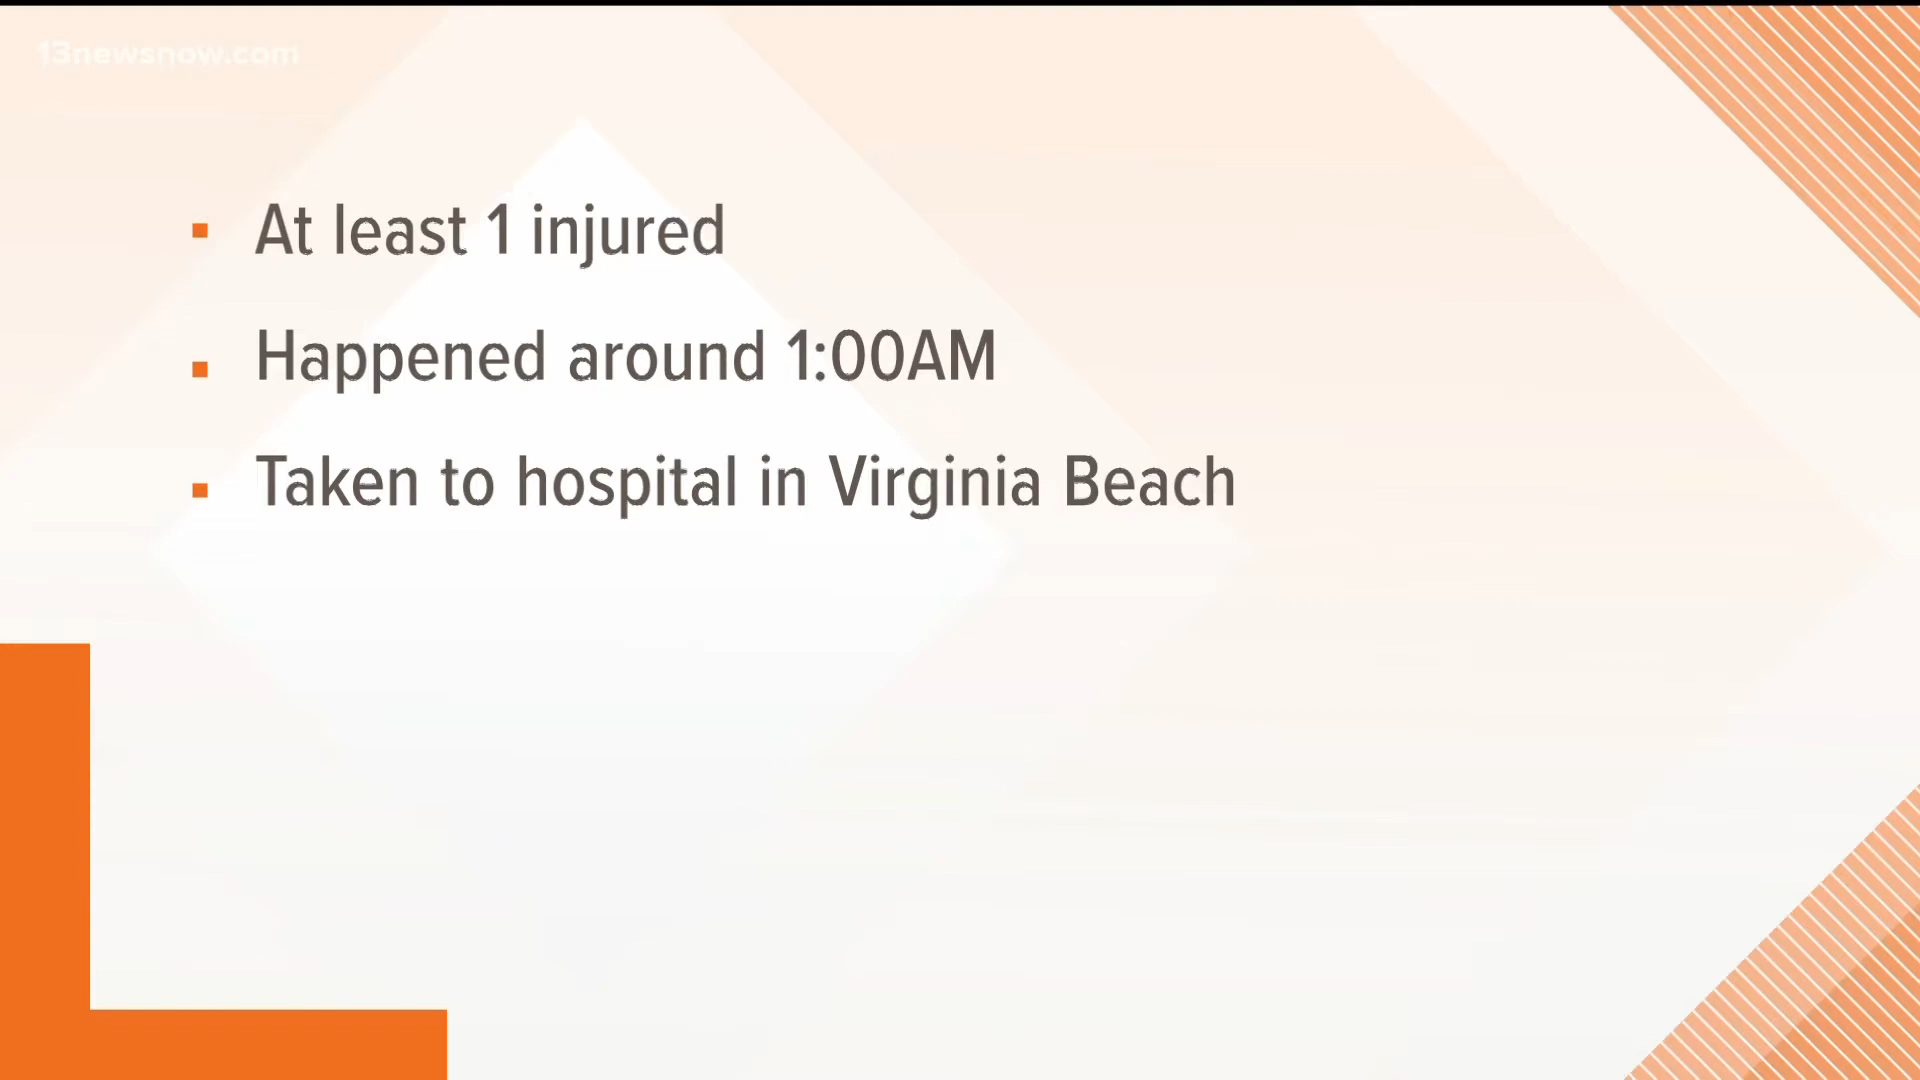 13newsnow.com
At least 1 injured
Happened around 1:00AM
Taken to hospital in Virginia Beach